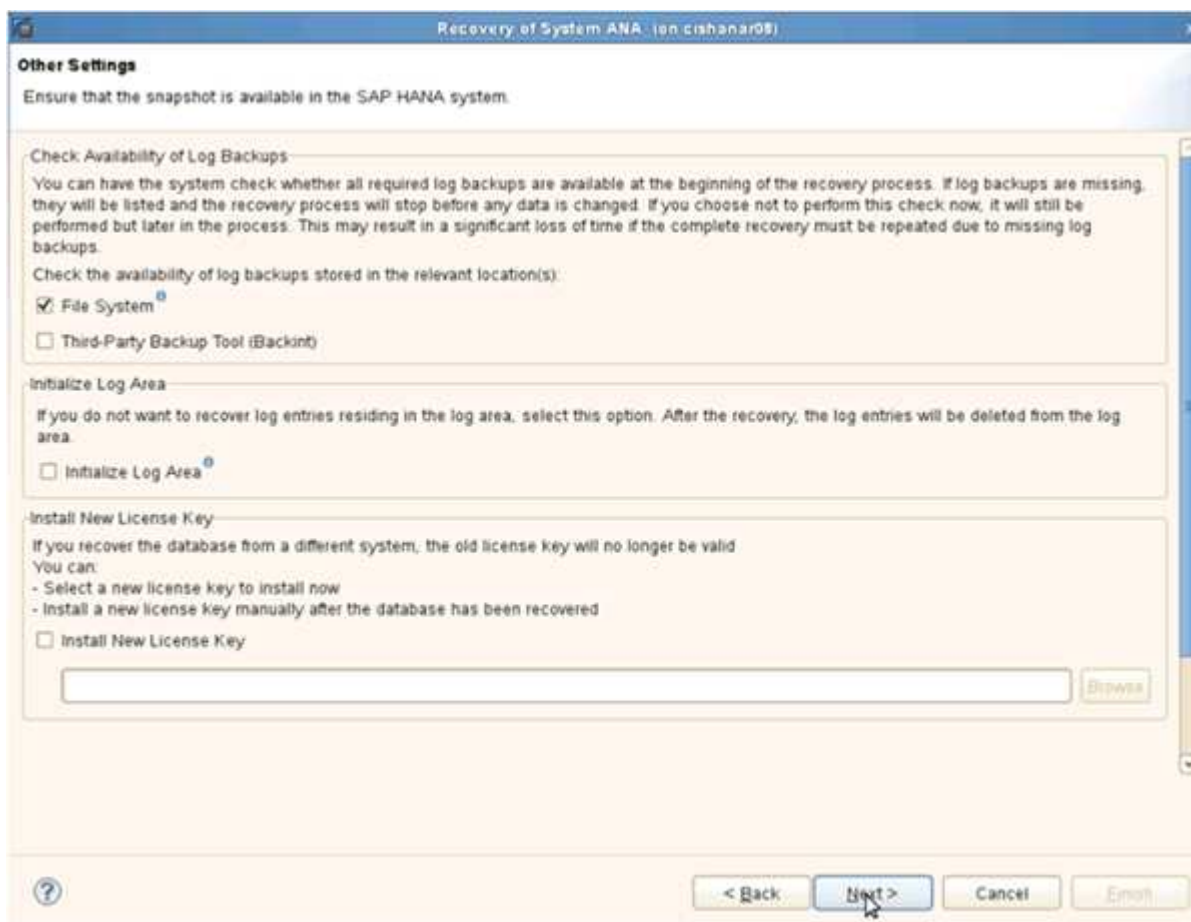 Recovery of System ANA (on cishanar08)
Other Settings
Ensure that the snapshot is available in the SAP HANA system.
Check Availability of Log Backups
You can have the system check whether all required log backups are available at the beginning of the recovery process. If log backups are missing,
they will be listed and the recovery process will stop before any data is changed. If you choose not to perform this check now, it will still be
performed but later in the process. This may result in a significant loss of time if the complete recovery must be repeated due to missing log
backups.
Check the availability of log backups stored in the relevant location(s):
File System
Third-Party Backup Tool (Backint)
Initialize Log Area
If you do not want to recover log entries residing in the log area, select this option. After the recovery, the log entries will be deleted from the log
area.
Initialize Log Area
Install New License Key
If you recover the database from a different system, the old license key will no longer be valid
You can:
- Select a new license key to install now
- Install a new license key manually after the database has been recovered
Install New License Key
Browse
< Back Next > Cancel Finish